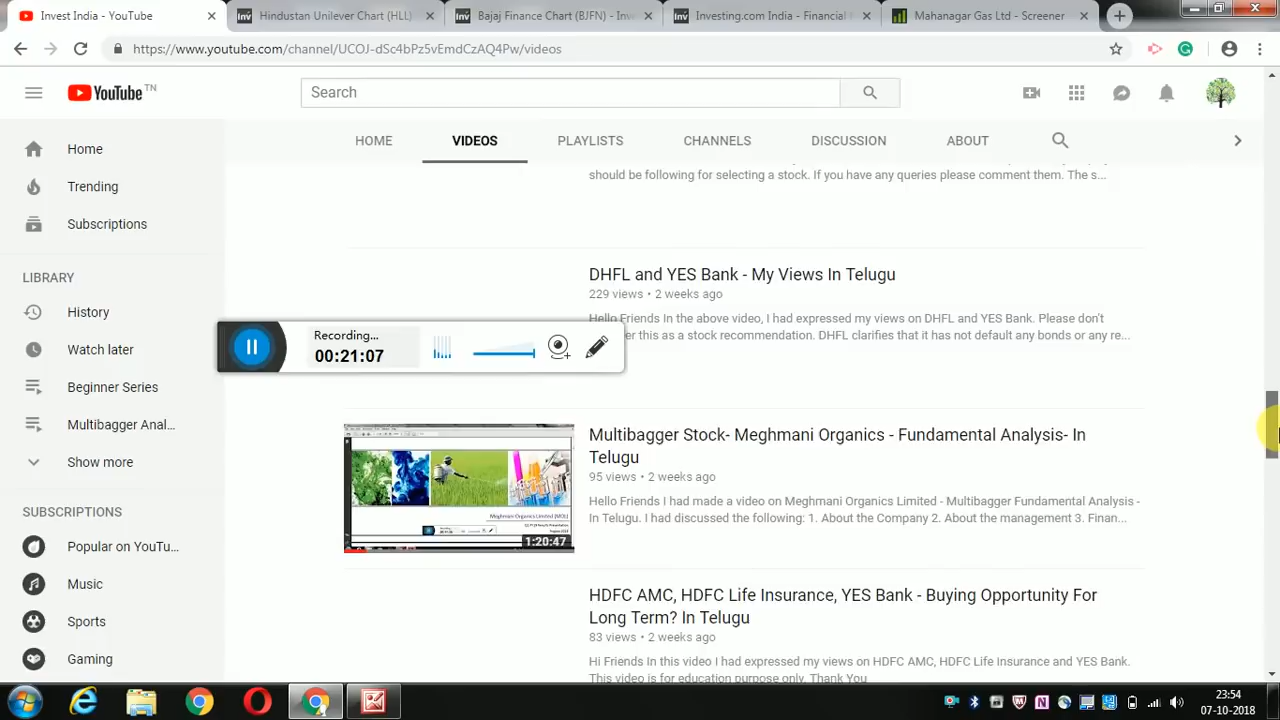 Invest India - YouTube
Hindustan Unilever Chart (HLL)
Bajaj Finance Chart (BJFN) - Inv
Investing.com India - Financial
Mahanagar Gas Ltd - Screener
https://www.youtube.com/channel/UCOJ-dSc4bPz5vEmdCzAQ4Pw/videos
YouTube TN
Search
HOME
VIDEOS
PLAYLISTS
CHANNELS
DISCUSSION
ABOUT
Home
Trending
Subscriptions
LIBRARY
History
Watch later
Beginner Series
Multibagger Anal...
Show more
SUBSCRIPTIONS
Popular on YouTu...
Music
Sports
Gaming
should be following for selecting a stock. If you have any queries please comment them. The s...
DHFL and YES Bank - My Views In Telugu
229 views • 2 weeks ago
Hello Friends In the above video, I had expressed my views on DHFL and YES Bank. Please don't
er this as a stock recommendation. DHFL clarifies that it has not default any bonds or any re...
Recording...
00:21:07
Multibagger Stock- Meghmani Organics - Fundamental Analysis- In
Telugu
95 views • 2 weeks ago
Hello Friends I had made a video on Meghmani Organics Limited - Multibagger Fundamental Analysis -
In Telugu. I had discussed the following: 1. About the Company 2. About the management 3. Finan...
Meghmani Organics Limited (MOL)
1:20:47
HDFC AMC, HDFC Life Insurance, YES Bank - Buying Opportunity For
Long Term? In Telugu
83 views • 2 weeks ago
Hi Friends In this video I had expressed my views on HDFC AMC, HDFC Life Insurance and YES Bank.
This video is for education purpose only. Thank You
23:54
07-10-2018